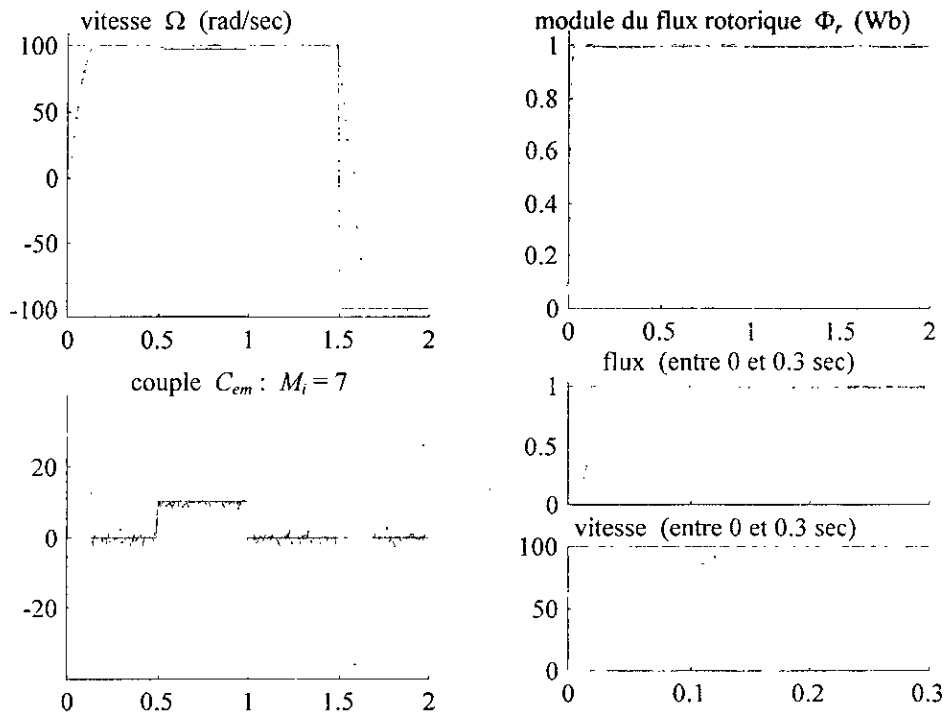 vitesse Ω (rad/sec)
100
50
0
-50
-100
0 0.5 1 1.5 2
module du flux rotorique Φr (Wb)
1
0.8
0.6
0.4
0.2
0
0 0.5 1 1.5 2
couple Cem : Mi = 7
20
0
-20
0 0.5 1 1.5 2
flux (entre 0 et 0.3 sec)
1
0.5
0
vitesse (entre 0 et 0.3 sec)
100
50
0
0 0.1 0.2 0.3